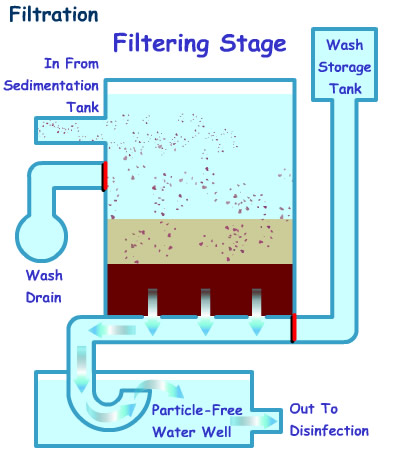 Filtration
Filtering Stage
Wash
Storage
Tank
In From
Sedimentation
Tank
Wash
Drain
Particle-Free
Water Well
Out To
Disinfection